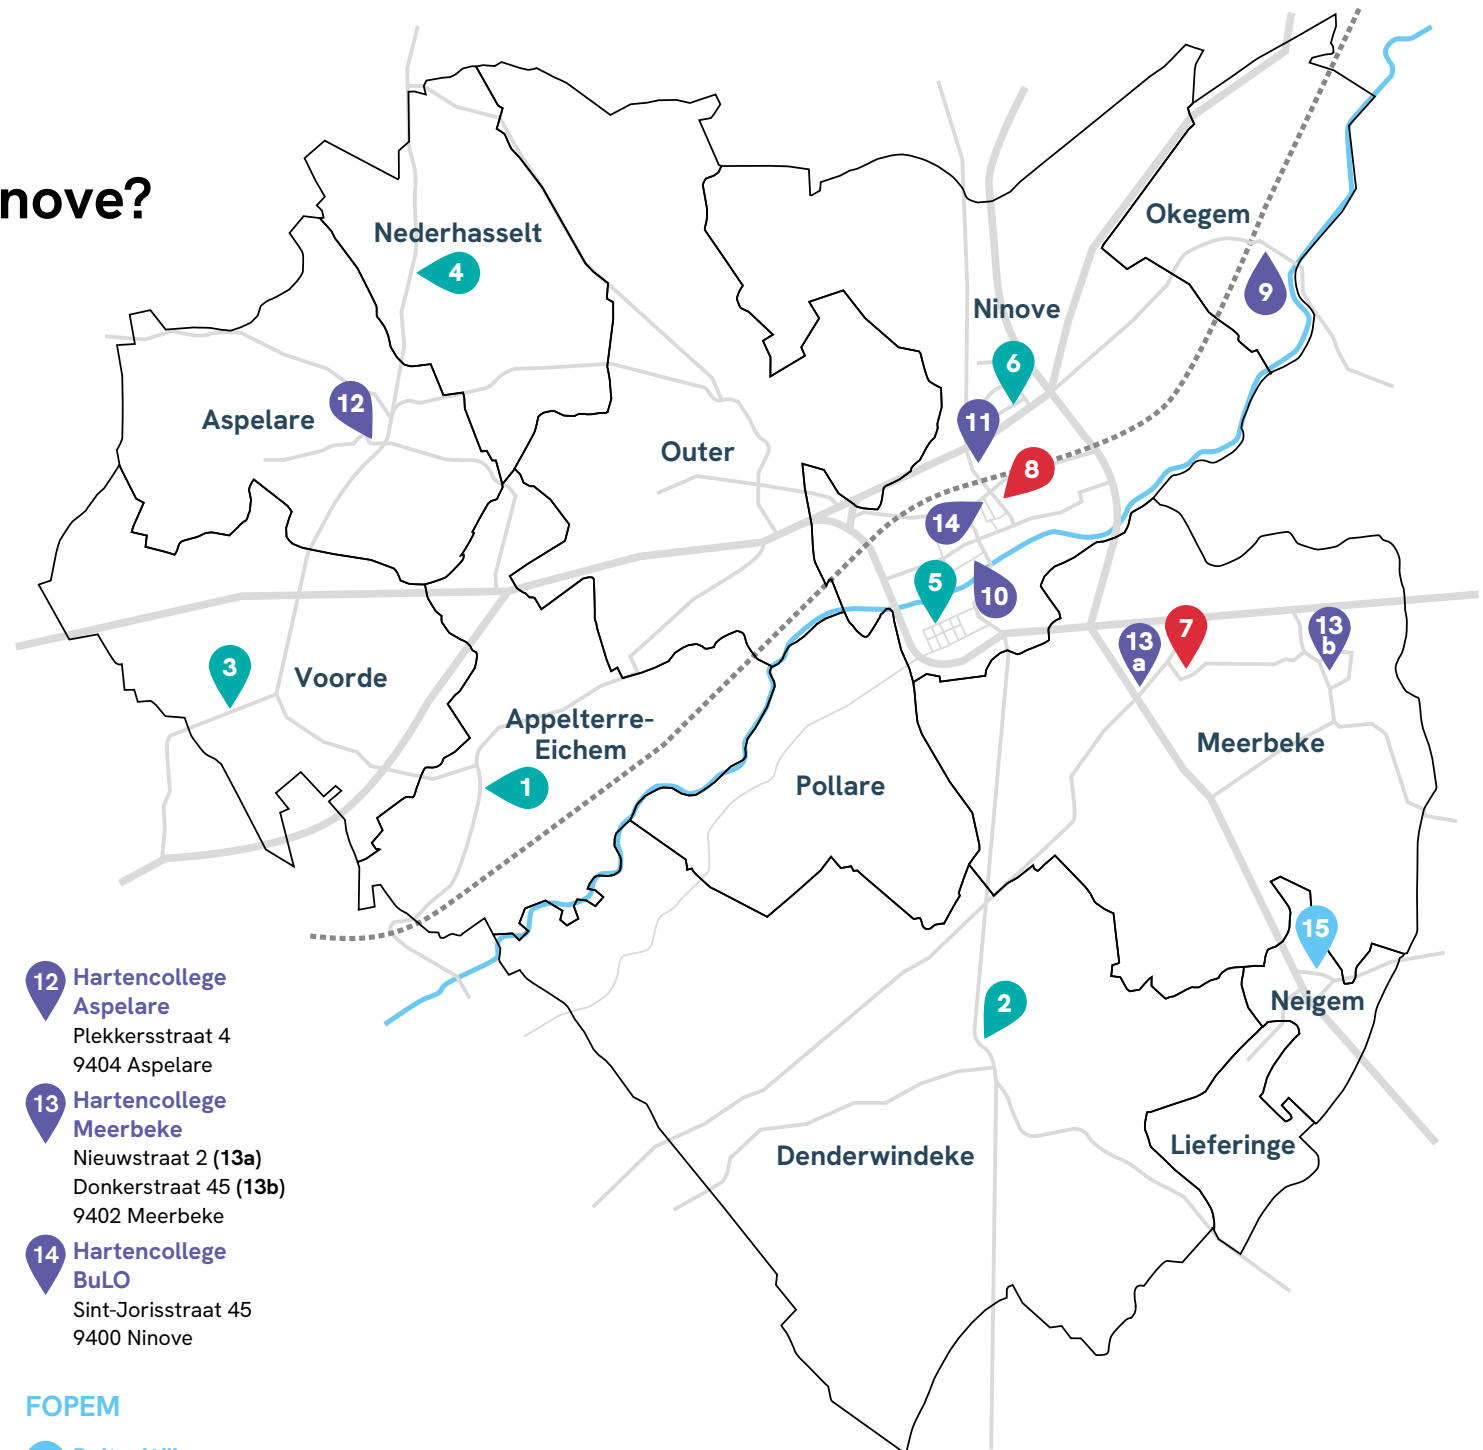 nove?
Okegem
Nederhasselt
4
9
Ninove
6
12
Aspelare
11
Outer
8
14
5
10
13
a
7
13
b
3
Voorde
Appelterre-
Eichem
Meerbeke
1
Pollare
15
12 Hartencollege
Aspelare
Plekkersstraat 4
9404 Aspelare
2
Neigem
13 Hartencollege
Meerbeke
Nieuwstraat 2 (13a)
Donkerstraat 45 (13b)
9402 Meerbeke
Denderwindeke
Lieferinge
14 Hartencollege
BuLO
Sint-Jorisstraat 45
9400 Ninove
FOPEM